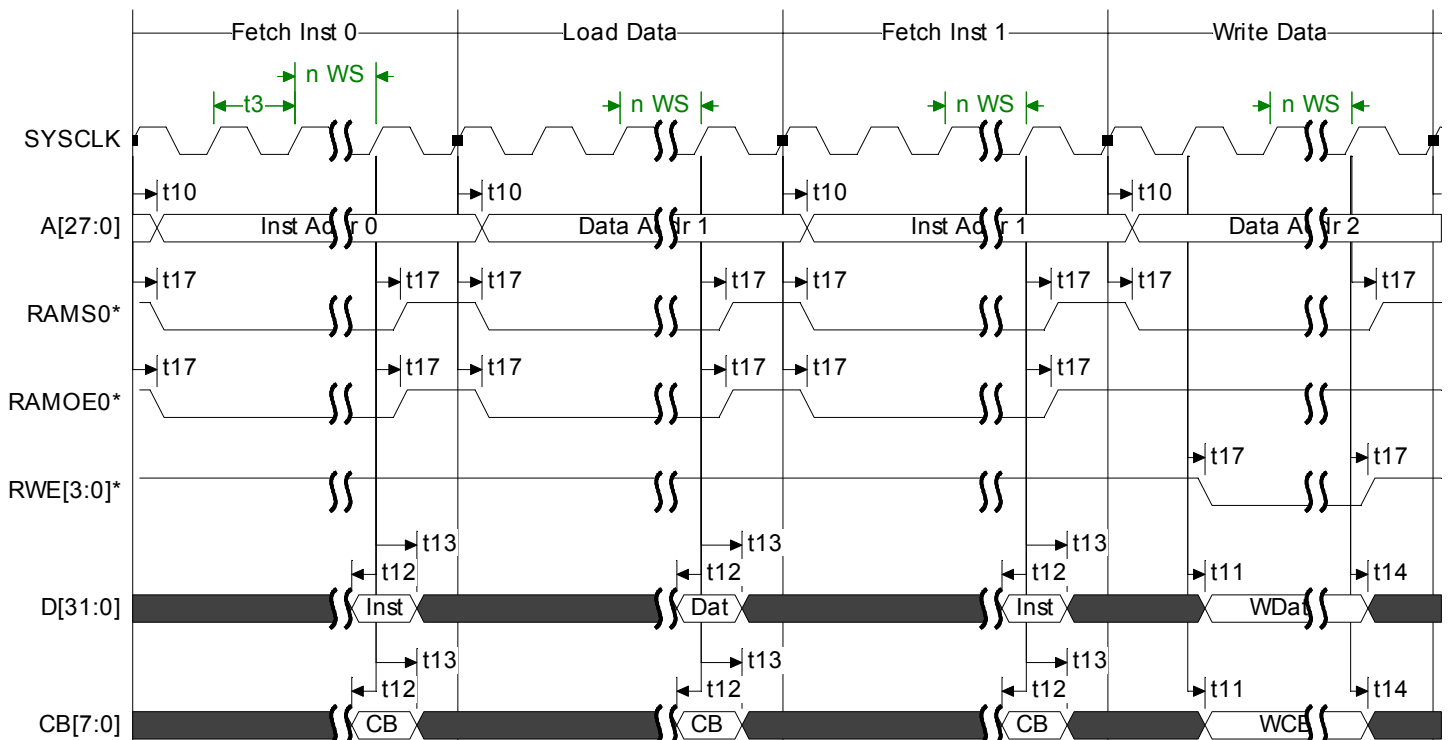 Fetch Inst 0 Load Data Fetch Inst 1 Write Data
n WS
t3 n WS n WS n WS
SYSCLK
t10 t10 t10 t10
A[27:0] Inst Addr 0 Data Addr 1 Inst Addr 1 Data Addr 2
t17 t17 t17 t17 t17 t17 t17 t17
RAMS0*
t17 t17 t17 t17 t17 t17
RAMOE0*
t17 t17
RWE[3:0]*
t13 t13 t13
t12 t12 t12 t11 t14
D[31:0] Inst Dat Inst WDat
t13 t13 t13
t12 t12 t12 t11 t14
CB[7:0] CB CB CB WCB